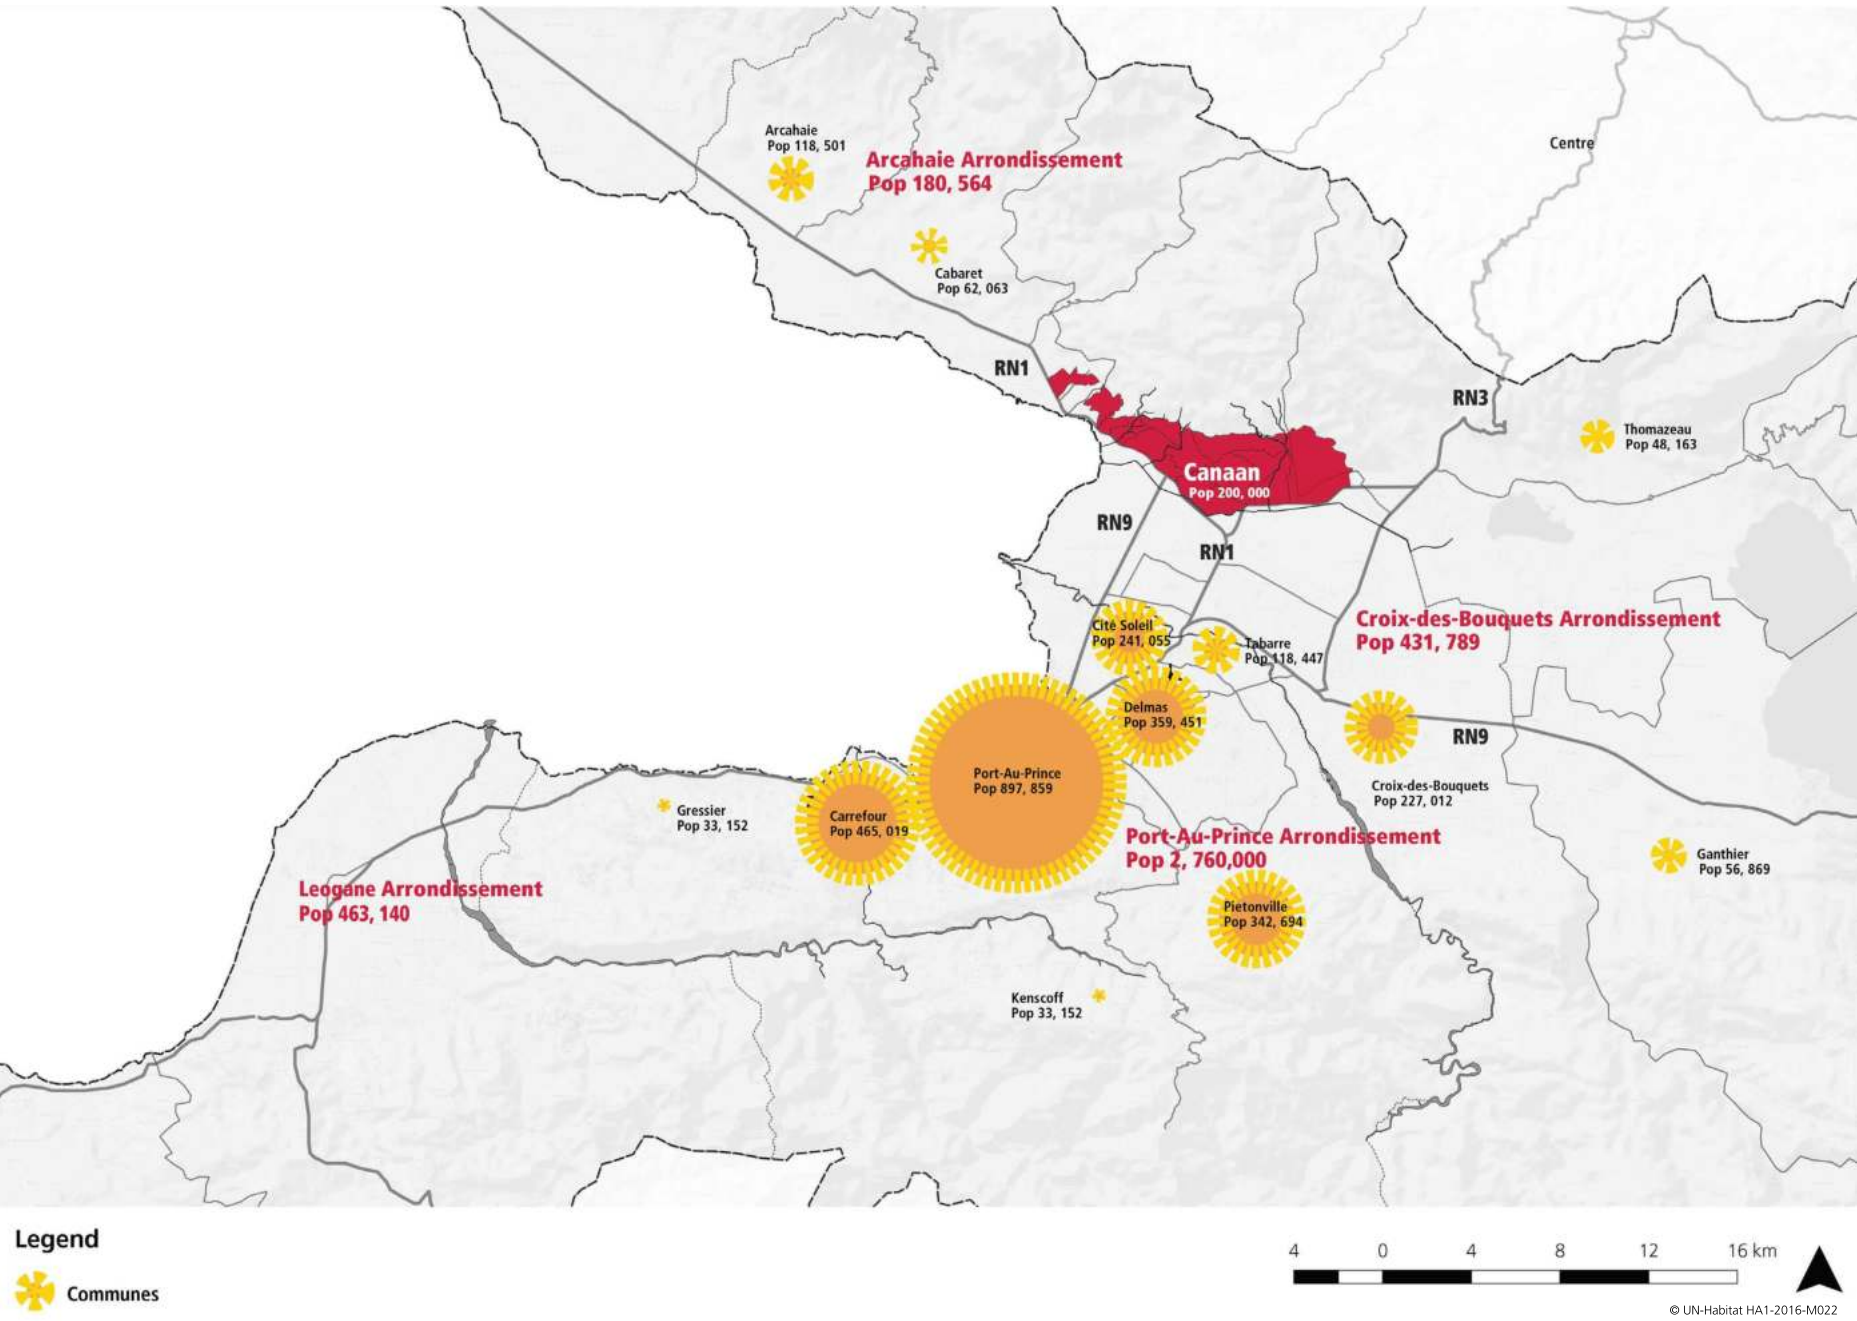 Arcahaie
Pop 118, 501
Arcahaie Arrondissement
Pop 180, 564
Centre
Cabaret
Pop 62, 063
RN1
RN3
Thomazeau
Pop 48, 163
Canaan
Pop 200, 000
RN9
RN1
Cité Soleil
Pop 241, 055
Tabarre
Pop 118, 447
Croix-des-Bouquets Arrondissement
Pop 431, 789
Delmas
Pop 359, 451
RN9
Port-Au-Prince
Pop 897, 859
Croix-des-Bouquets
Pop 227, 012
Gressier
Pop 33, 152
Carrefour
Pop 465, 019
Port-Au-Prince Arrondissement
Pop 2, 760,000
Ganthier
Pop 56, 869
Leogane Arrondissement
Pop 463, 140
Pietonville
Pop 342, 694
Kenscoff
Pop 33, 152
Legend
Communes
4 0 4 8 12 16 km
© UN-Habitat HA1-2016-M022